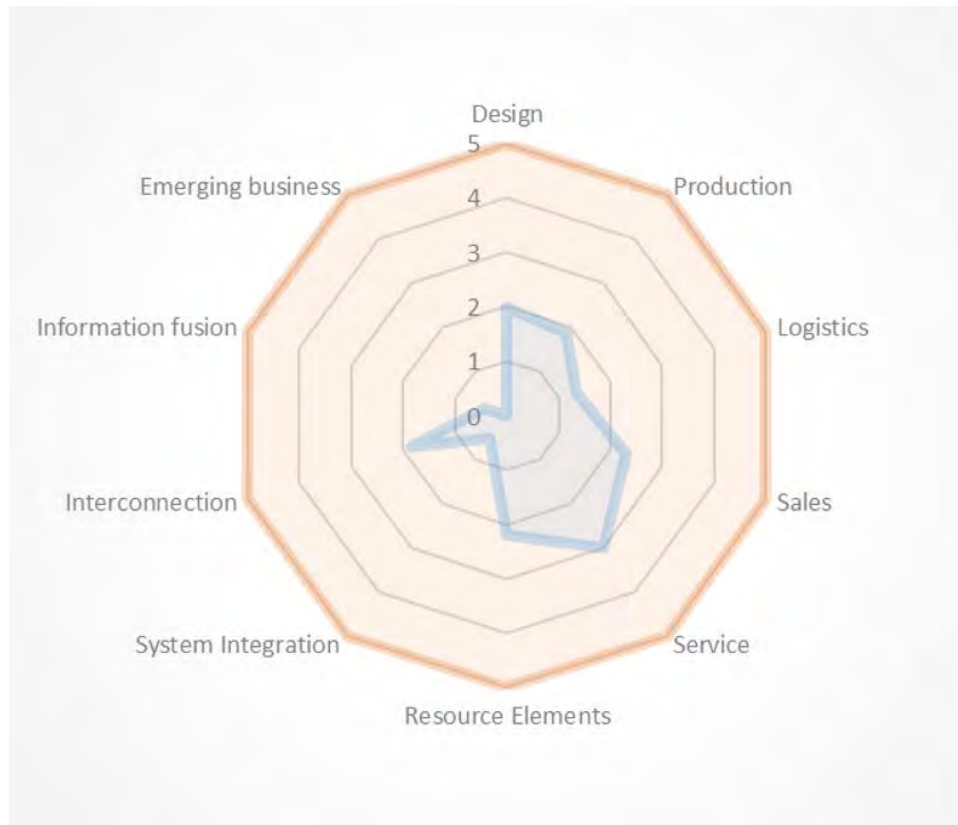 Design
5
Emerging business
Production
4
3
Information fusion
2
Logistics
1
0
Interconnection
Sales
System Integration
Service
Resource Elements